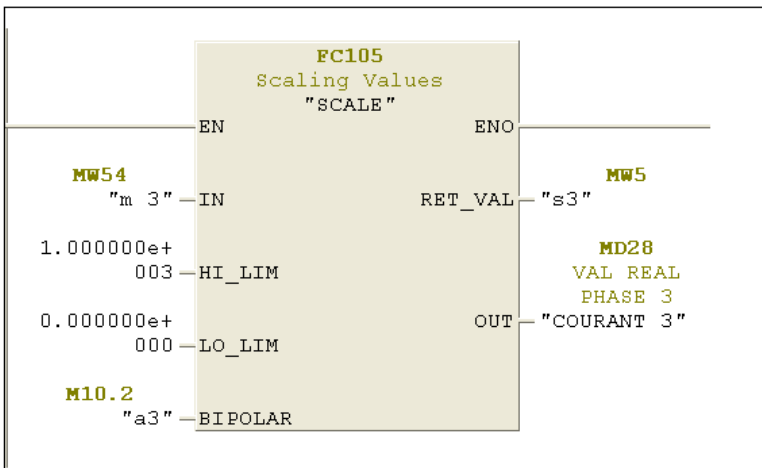 FC105
Scaling Values
"SCALE"
EN ENO
MW54 MW5
"m 3" IN RET_VAL "s3"
1.000000e+ MD28
003 HI_LIM VAL REAL
PHASE 3
0.000000e+ OUT "COURANT 3"
000 LO_LIM
M10.2
"a3" BIPOLAR